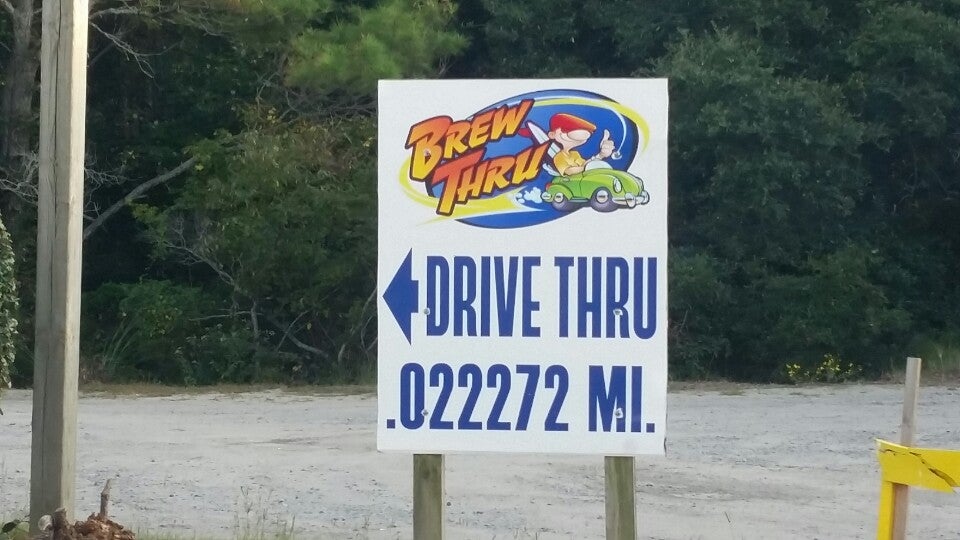 BREW
THRU
DRIVE THRU
.022272 MI.